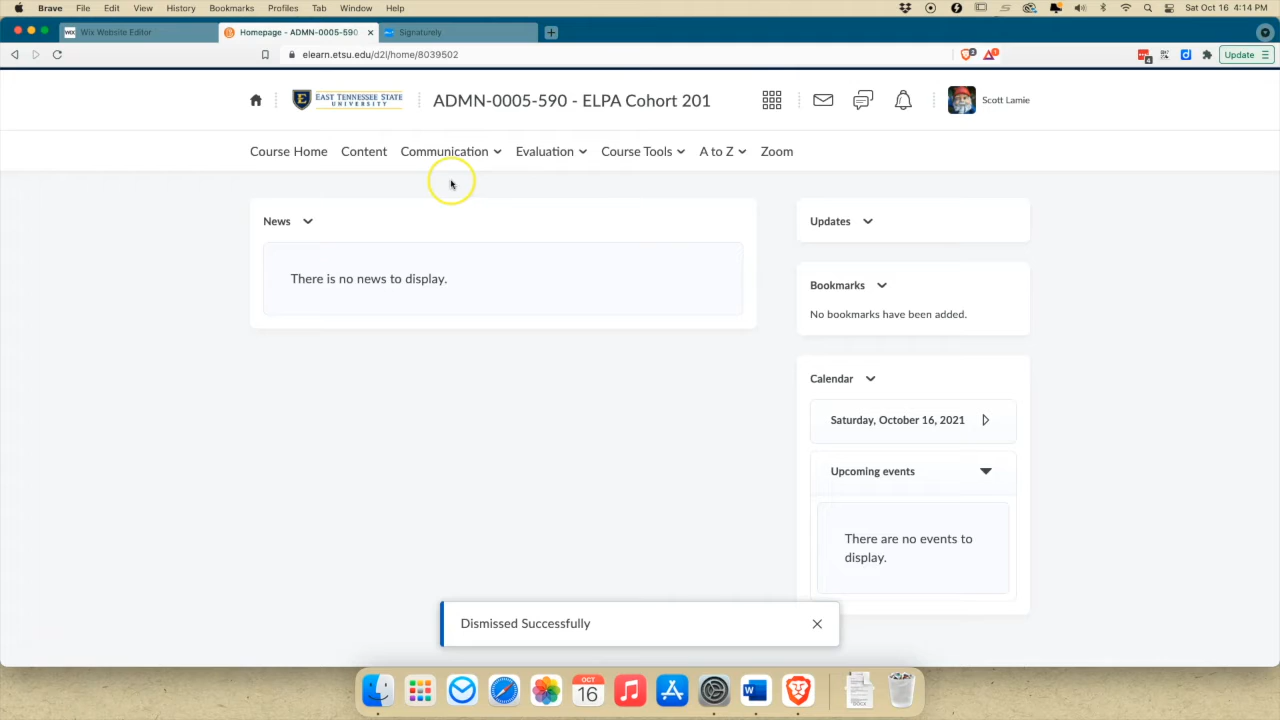 Brave File Edit View History Bookmarks Profiles Tab Window Help Sat Oct 16 4:14 PM
WIX Wix Website Editor Homepage - ADMN-0005-590 Signaturely
elearn.etsu.edu/d2l/home/8039502 Update
EAST TENNESSEE STATE
UNIVERSITY
ADMN-0005-590 - ELPA Cohort 201
Scott Lamie
Course Home Content Communication Evaluation Course Tools A to Z Zoom
News
There is no news to display.
Updates
Bookmarks
No bookmarks have been added.
Calendar
Saturday, October 16, 2021
Upcoming events
There are no events to
display.
Dismissed Successfully
OCT
16